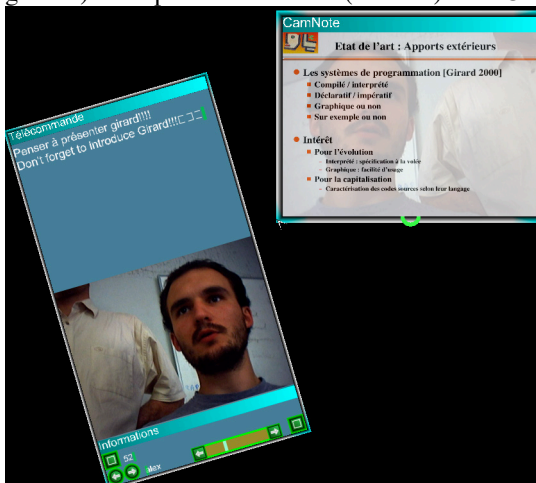 CamNote
Etat de l'art : Apports extérieurs
Les systèmes de programmation [Girard 2000]
Compilé / interprété
Déclaratif / impératif
Graphique ou non
Sur exemple ou non
Intérêt
Pour l'évolution
– Interprété : spécification à la volée
– Graphique : facilité d'usage
Pour la capitalisation
– Caractérisation des codes sources selon leur langage
Télécommande
Penser à présenter girard!!!!
Don't forget to introduce Girard!!!
Informations
52
alex